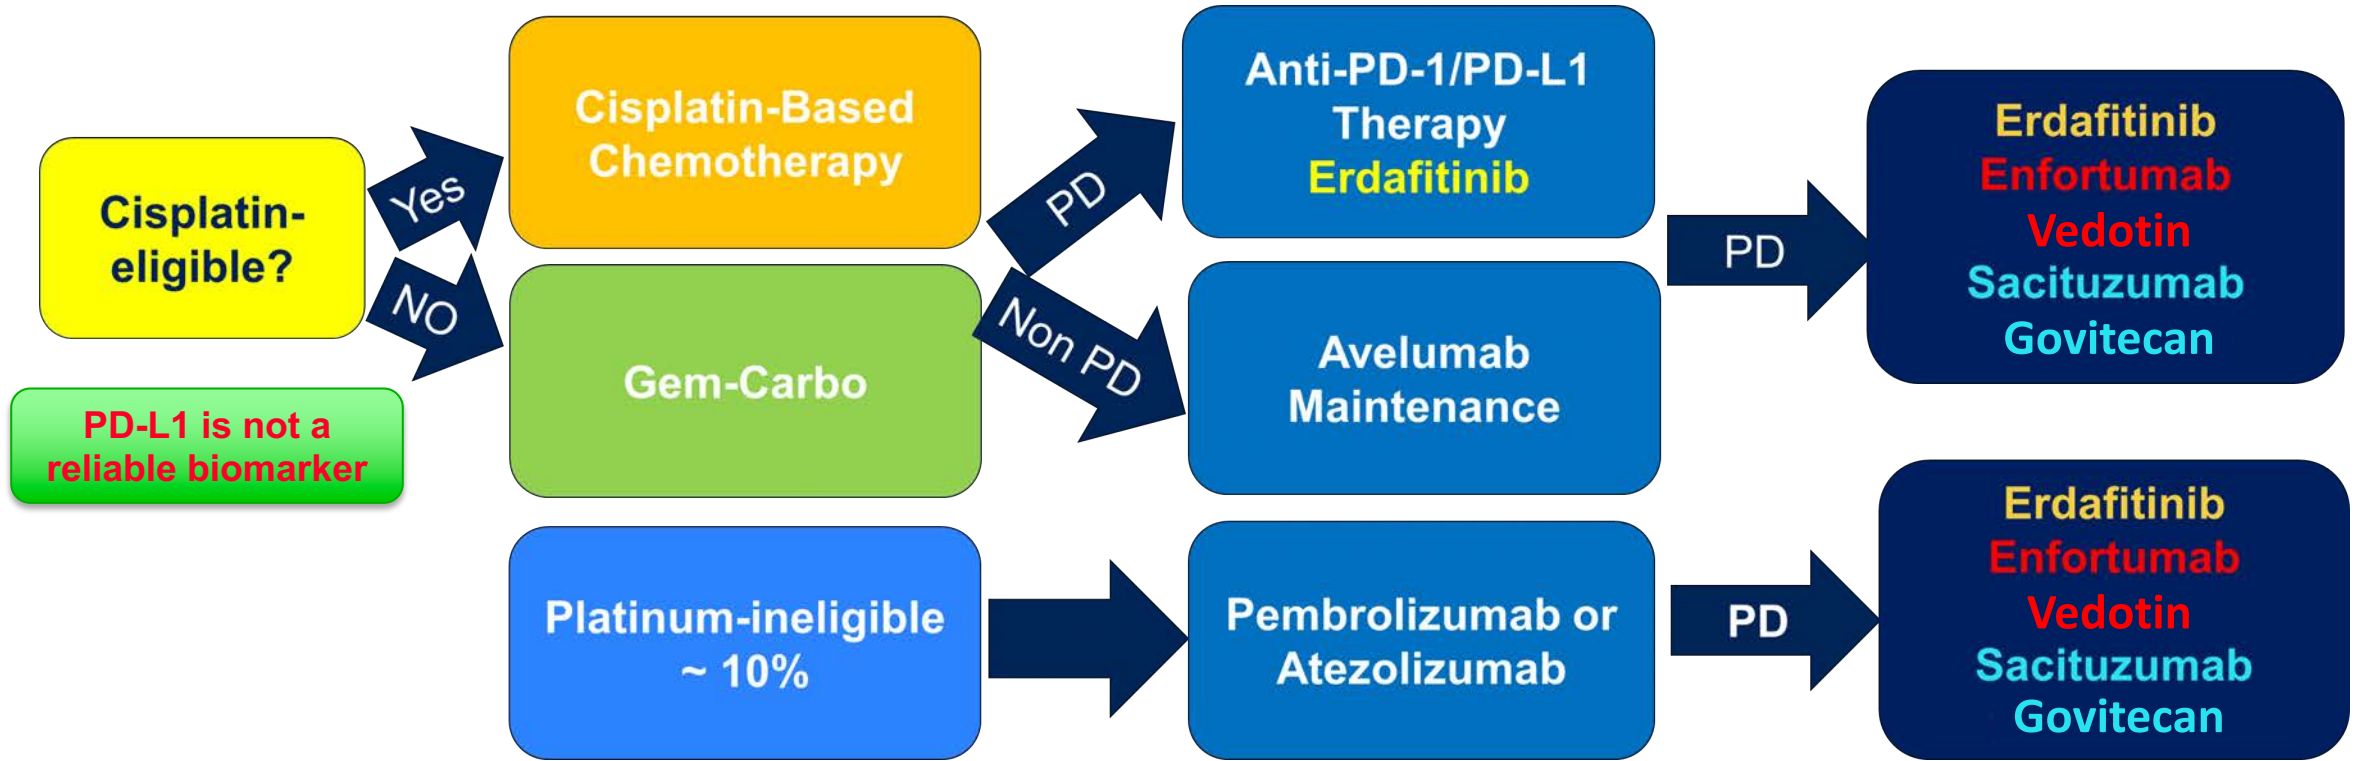 Cisplatin-
eligible?
PD-L1 is not a
reliable biomarker
Yes
NO
Cisplatin-Based
Chemotherapy
Gem-Carbo
Platinum-ineligible
~ 10%
PD
Non PD
Anti-PD-1/PD-L1
Therapy
Erdafitinib
Avelumab
Maintenance
Pembrolizumab or
Atezolizumab
PD
PD
Erdafitinib
Enfortumab
Vedotin
Sacituzumab
Govitecan
Erdafitinib
Enfortumab
Vedotin
Sacituzumab
Govitecan